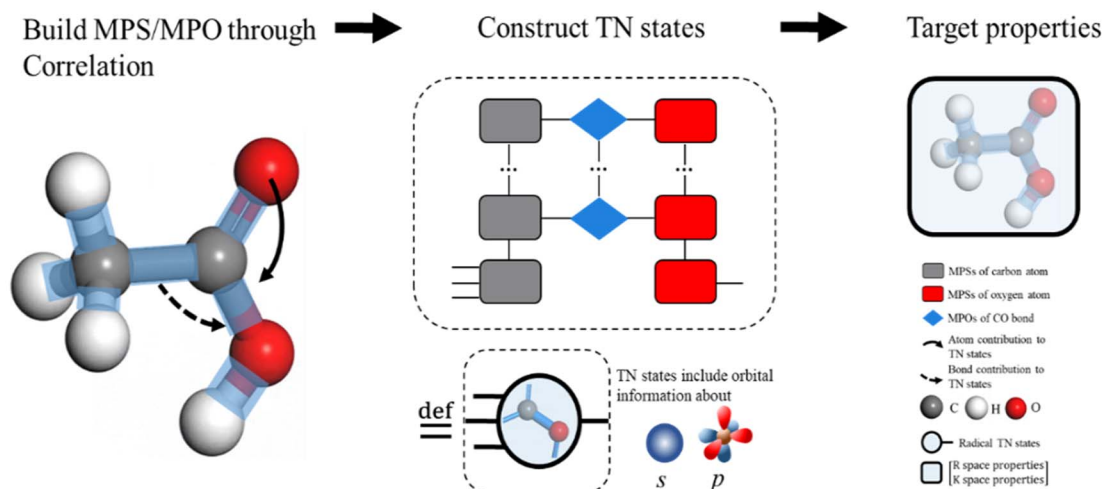 Build MPS/MPO through
Correlation
Construct TN states
Target properties
...
...
...
MPSs of carbon atom
MPSs of oxygen atom
MPOs of CO bond
Atom contribution to
TN states
Bond contribution to
TN states
C H O
Radical TN states
R space properties
K space properties
def
TN states include orbital
information about
s p